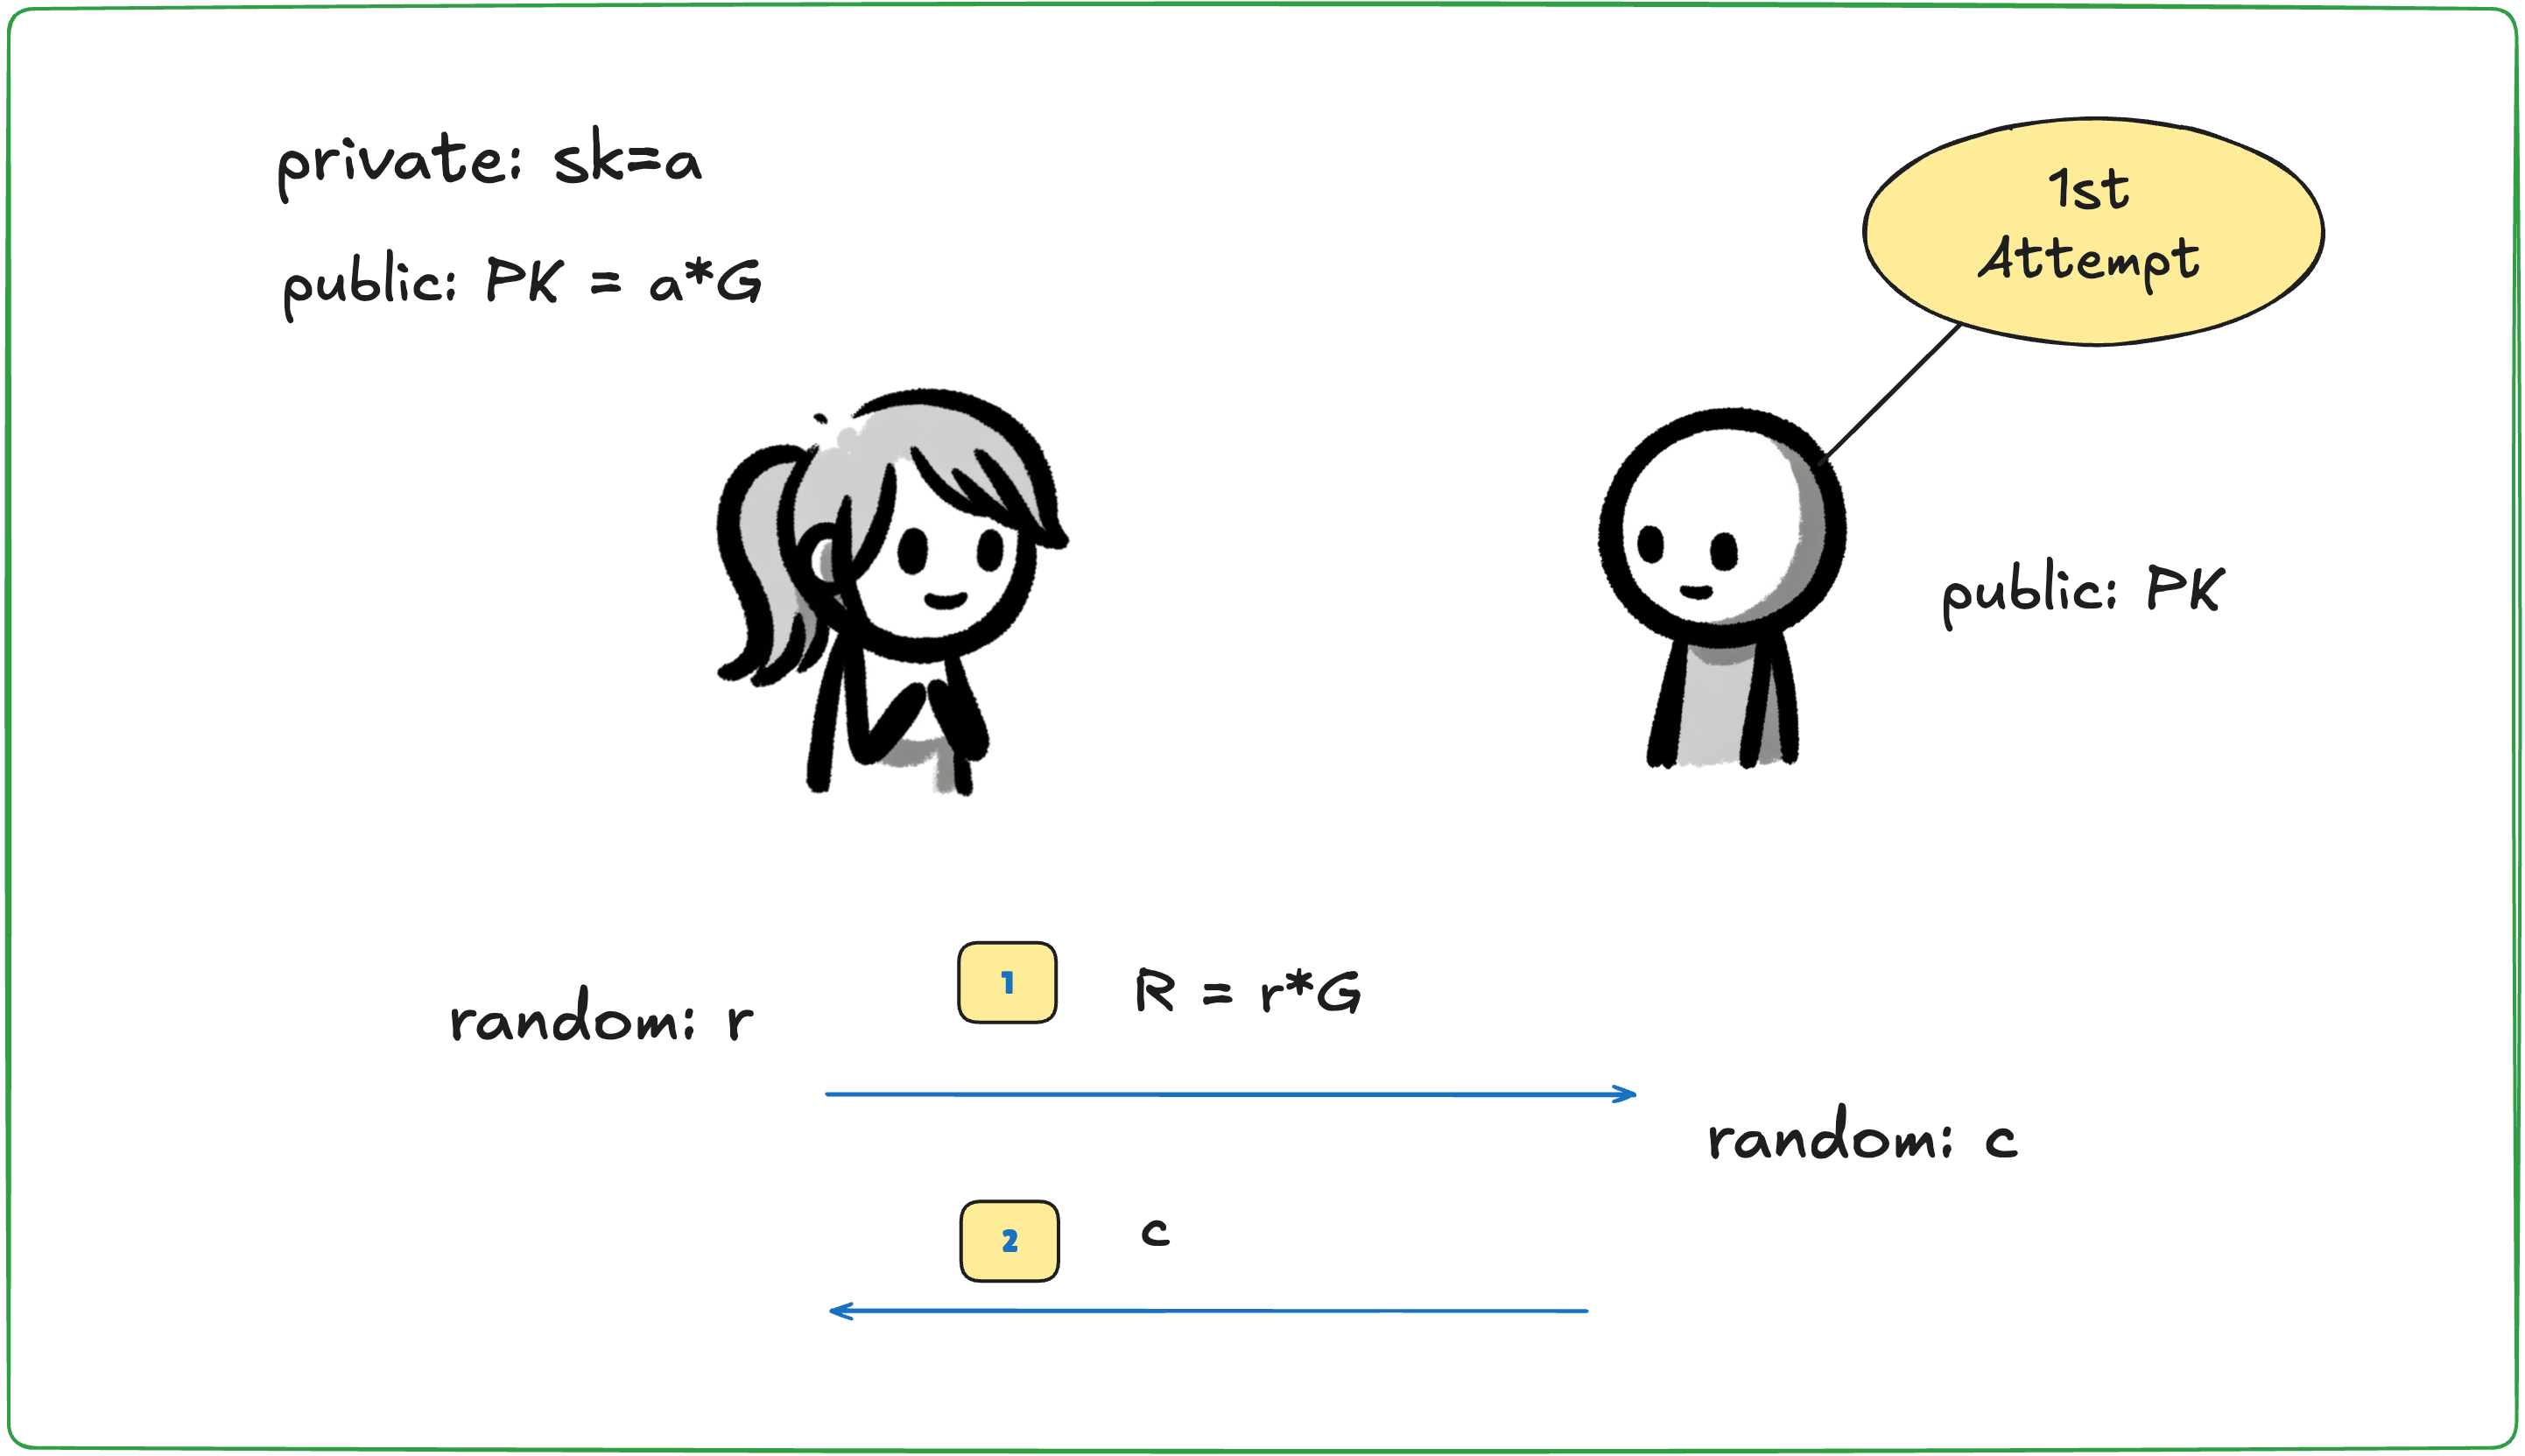 private: sk=a
public: PK = a*G
1st
Attempt
public: PK
1
R = r*G
random: r
random: c
2
c